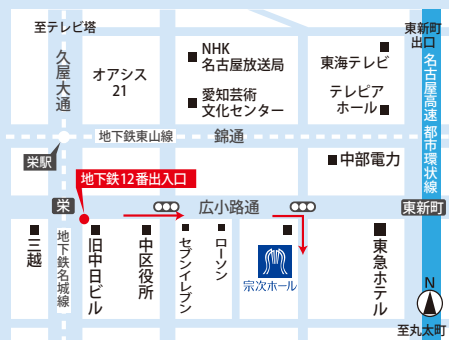 至テレビ塔
久屋大通
オアシス
21
NHK
名古屋放送局
愛知芸術
文化センター
東海テレビ
テレピア
ホール
東新町
出口
名古屋高速 都市環状線
地下鉄東山線
錦通
栄駅
中部電力
地下鉄12番出入口
栄
広小路通
東新町
三越
地下鉄名城線
旧中日ビル
中区役所
セブンイレブン
ローソン
宗次ホール
東急ホテル
N
至丸太町